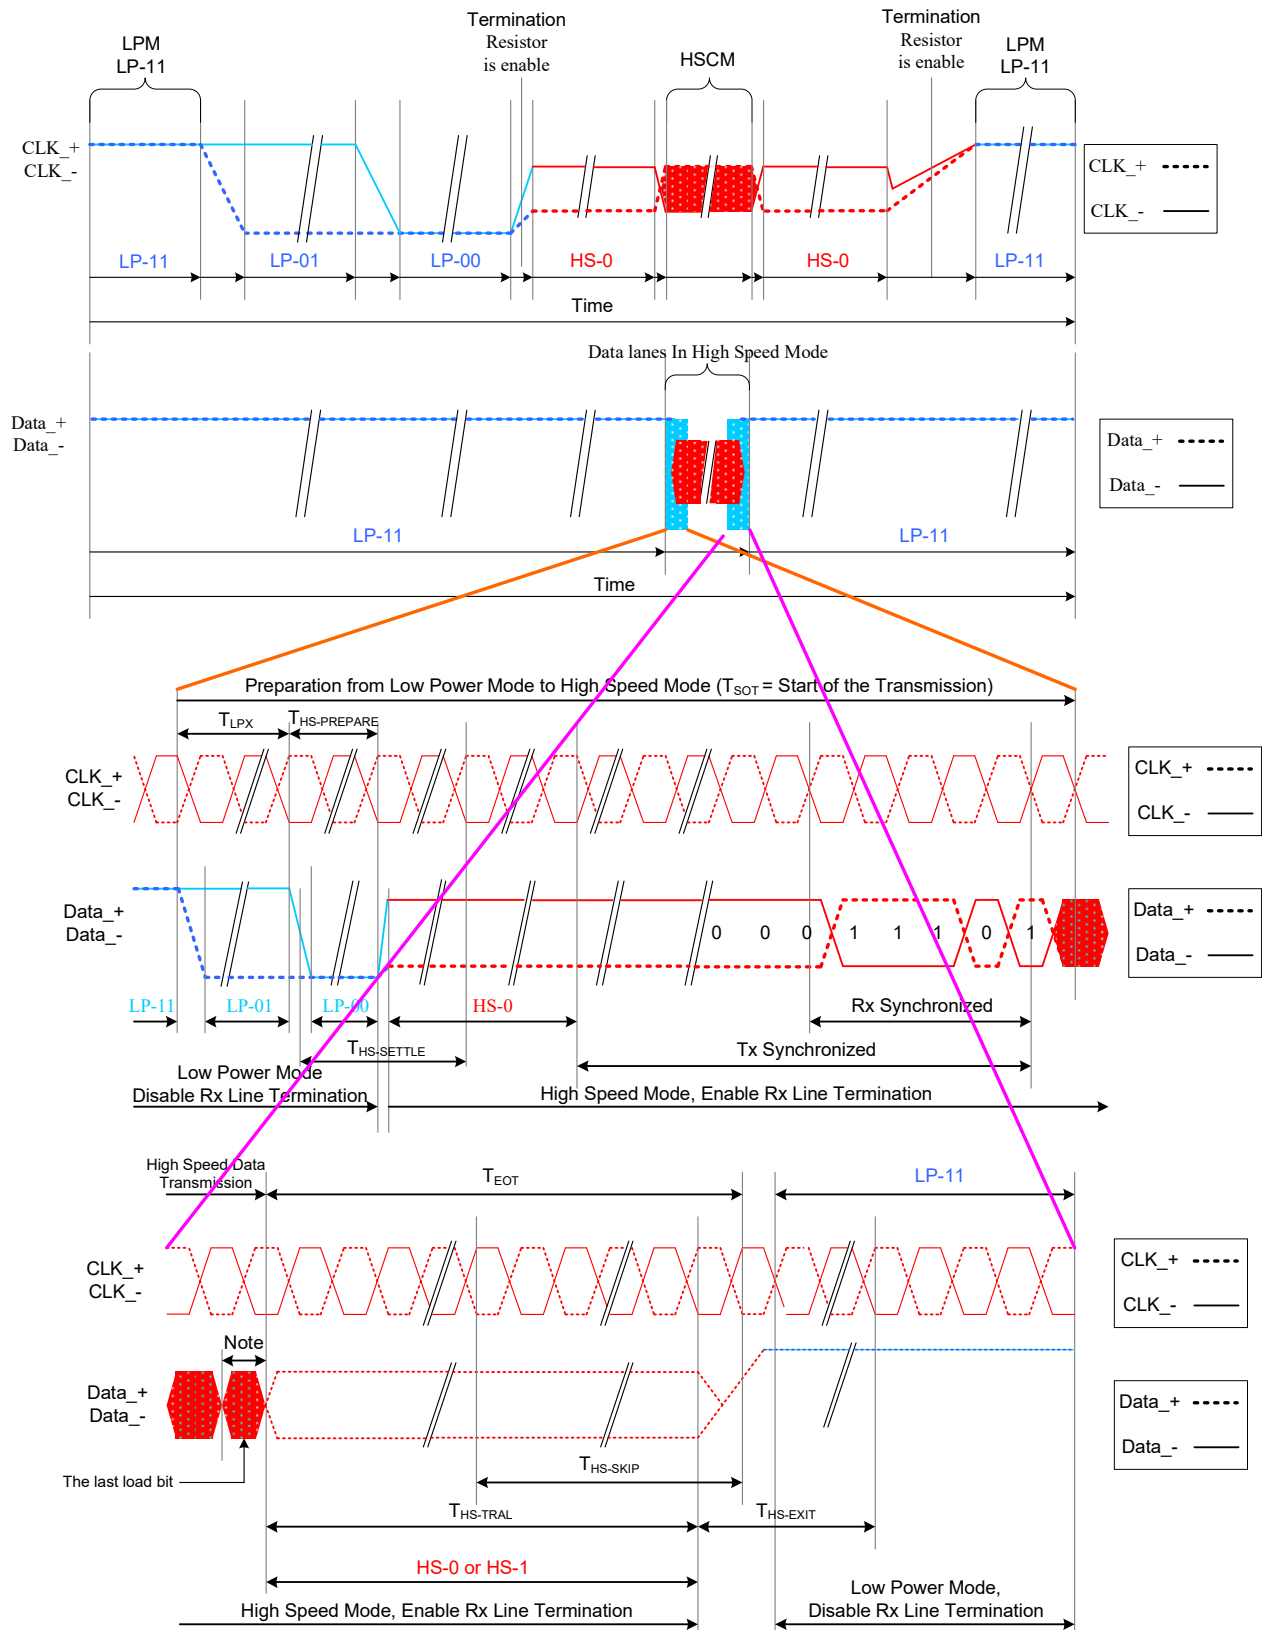 LPM
LP-11
Termination
Resistor
is enable
HSCM
Termination
Resistor
is enable
LPM
LP-11
CLK_+
CLK_-
CLK_+
CLK_-
LP-11
LP-01
LP-00
HS-0
HS-0
LP-11
Time
Data lanes In High Speed Mode
Data_+
Data_-
Data_+
Data_-
LP-11
LP-11
Time
Preparation from Low Power Mode to High Speed Mode (TSOT = Start of the Transmission)
TLPX
THS-PREPARE
CLK_+
CLK_-
CLK_+
CLK_-
Data_+
Data_-
0 0 0 1 1 1 0 1
Data_+
Data_-
LP-11
LP-01
LP-00
HS-0
Rx Synchronized
THS-SETTLE
Tx Synchronized
Low Power Mode
Disable Rx Line Termination
High Speed Mode, Enable Rx Line Termination
High Speed Data
Transmission
TEOT
LP-11
CLK_+
CLK_-
CLK_+
CLK_-
Note
Data_+
Data_-
Data_+
Data_-
The last load bit
THS-SKIP
THS-TRAL
THS-EXIT
HS-0 or HS-1
High Speed Mode, Enable Rx Line Termination
Low Power Mode,
Disable Rx Line Termination